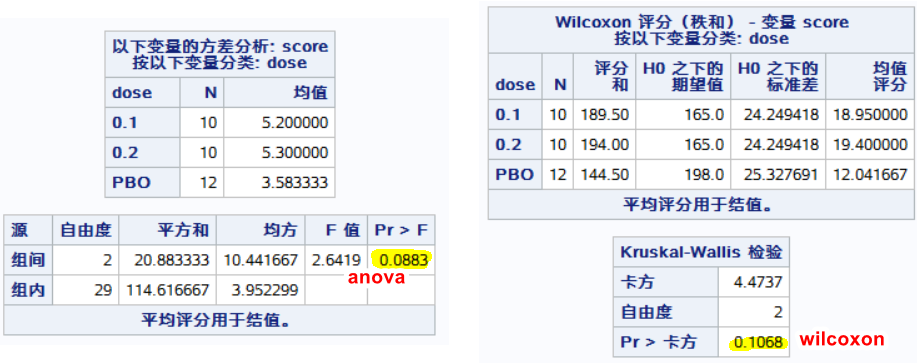 以下变量的方差分析: score
按以下变量分类: dose
dose N 均值
0.1 10 5.200000
0.2 10 5.300000
PBO 12 3.583333
源 自由度 平方和 均方 F 值 Pr > F
组间 2 20.883333 10.441667 2.6419 0.0883
anova
组内 29 114.616667 3.952299
平均评分用于结值。
Wilcoxon 评分（秩和） - 变量 score
按以下变量分类: dose
dose N 评分和 H0 之下的期望值 H0 之下的标准差 均值评分
0.1 10 189.50 165.0 24.249418 18.950000
0.2 10 194.00 165.0 24.249418 19.400000
PBO 12 144.50 198.0 25.327691 12.041667
平均评分用于结值。
Kruskal-Wallis 检验
卡方 4.4737
自由度 2
Pr > 卡方 0.1068 wilcoxon